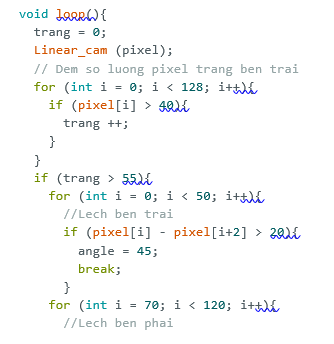 void loop(){
trang = 0;
Linear_cam (pixel);
// Dem so luong pixel trang ben trai
for (int i = 0; i < 128; i++){
if (pixel[i] > 40){
trang ++;
}
}
if (trang > 55){
for (int i = 0; i < 50; i++){
//Lech ben trai
if (pixel[i] - pixel[i+2] > 20){
angle = 45;
break;
}
for (int i = 70; i < 120; i++){
//Lech ben phai